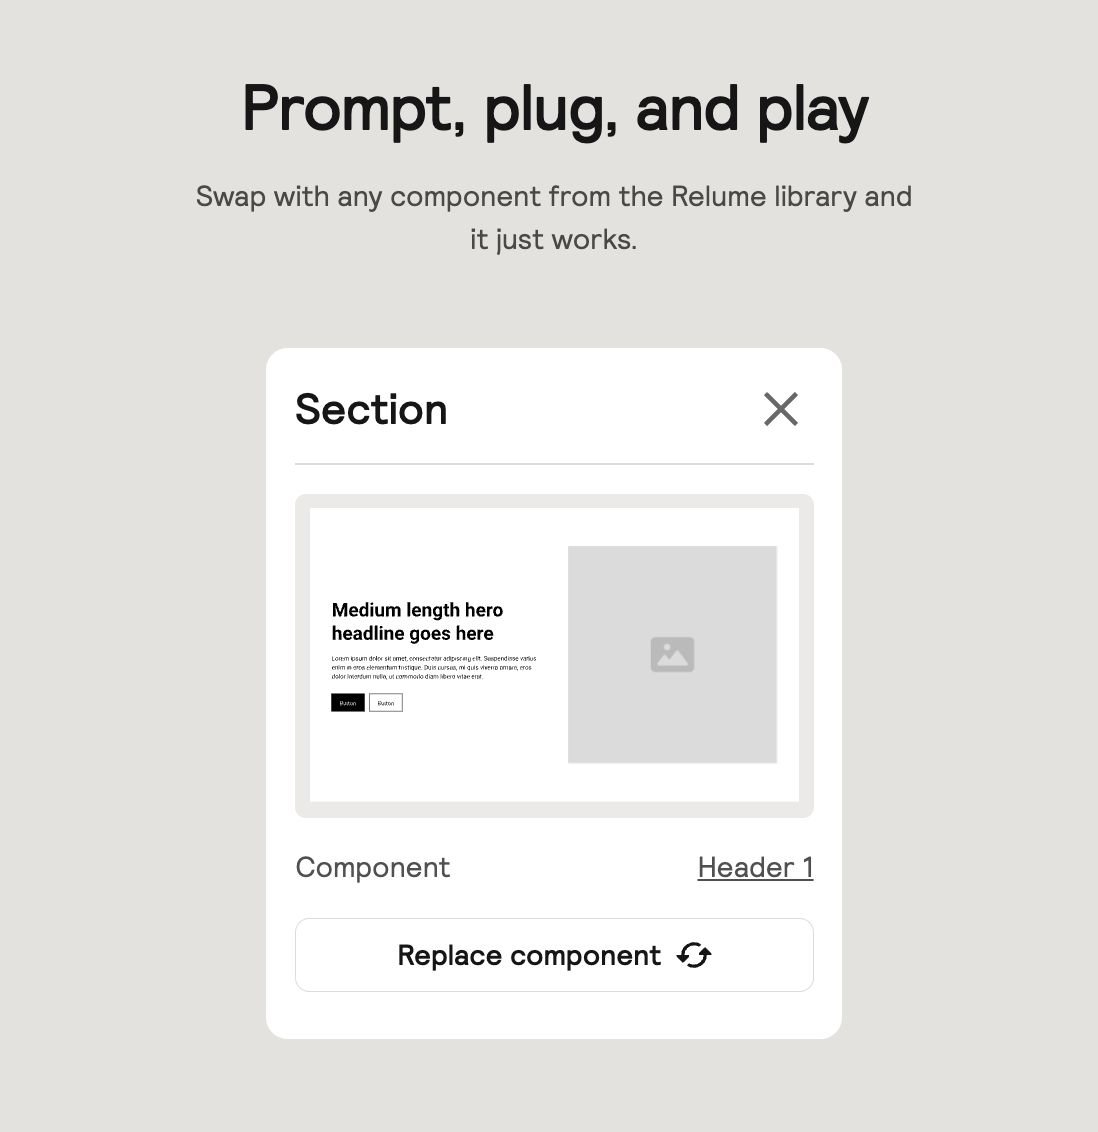 Prompt, plug, and play
Swap with any component from the Relume library and
it just works.
Section
Medium length hero
headline goes here
Lorem ipsum dolor sit amet, consectetur adipiscing elit. Suspendisse varius
enim in eros elementum tristique. Duis cursus, mi quis viverra ornare, eros
dolor interdum nulla, ut commodo diam libero vitae erat.
Button
Button
Component
Header 1
Replace component